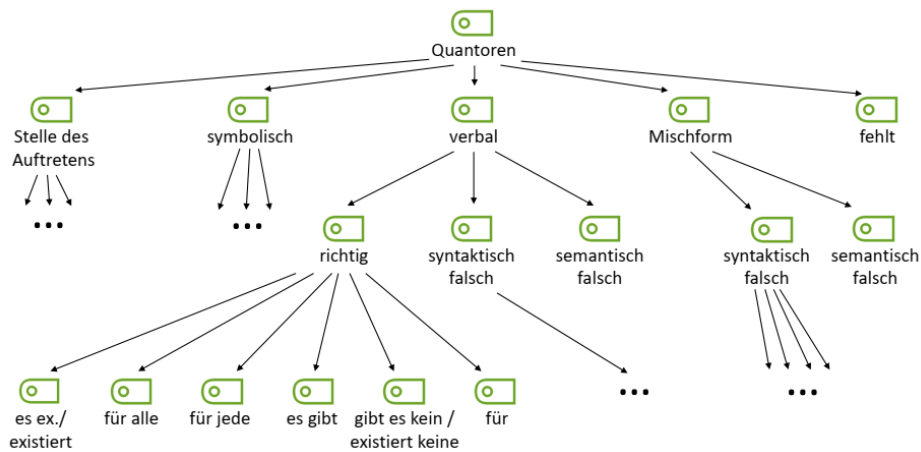 Quantoren
Stelle des
Auftretens
symbolisch
verbal
Mischform
fehlt
...
...
richtig
syntaktisch
falsch
semantisch
falsch
syntaktisch
falsch
semantisch
falsch
es ex./
existiert
für alle
für jede
es gibt
gibt es kein /
existiert keine
für
...
...